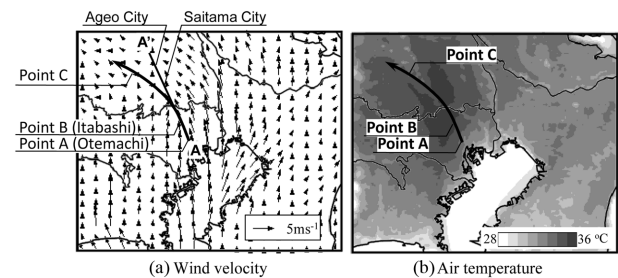 Ageo City
Saitama City
A'
Point C
Point B (Itabashi)
Point A (Otemachi)
A
5ms-1
(a) Wind velocity
Point C
Point B
Point A
28
36 ºC
(b) Air temperature